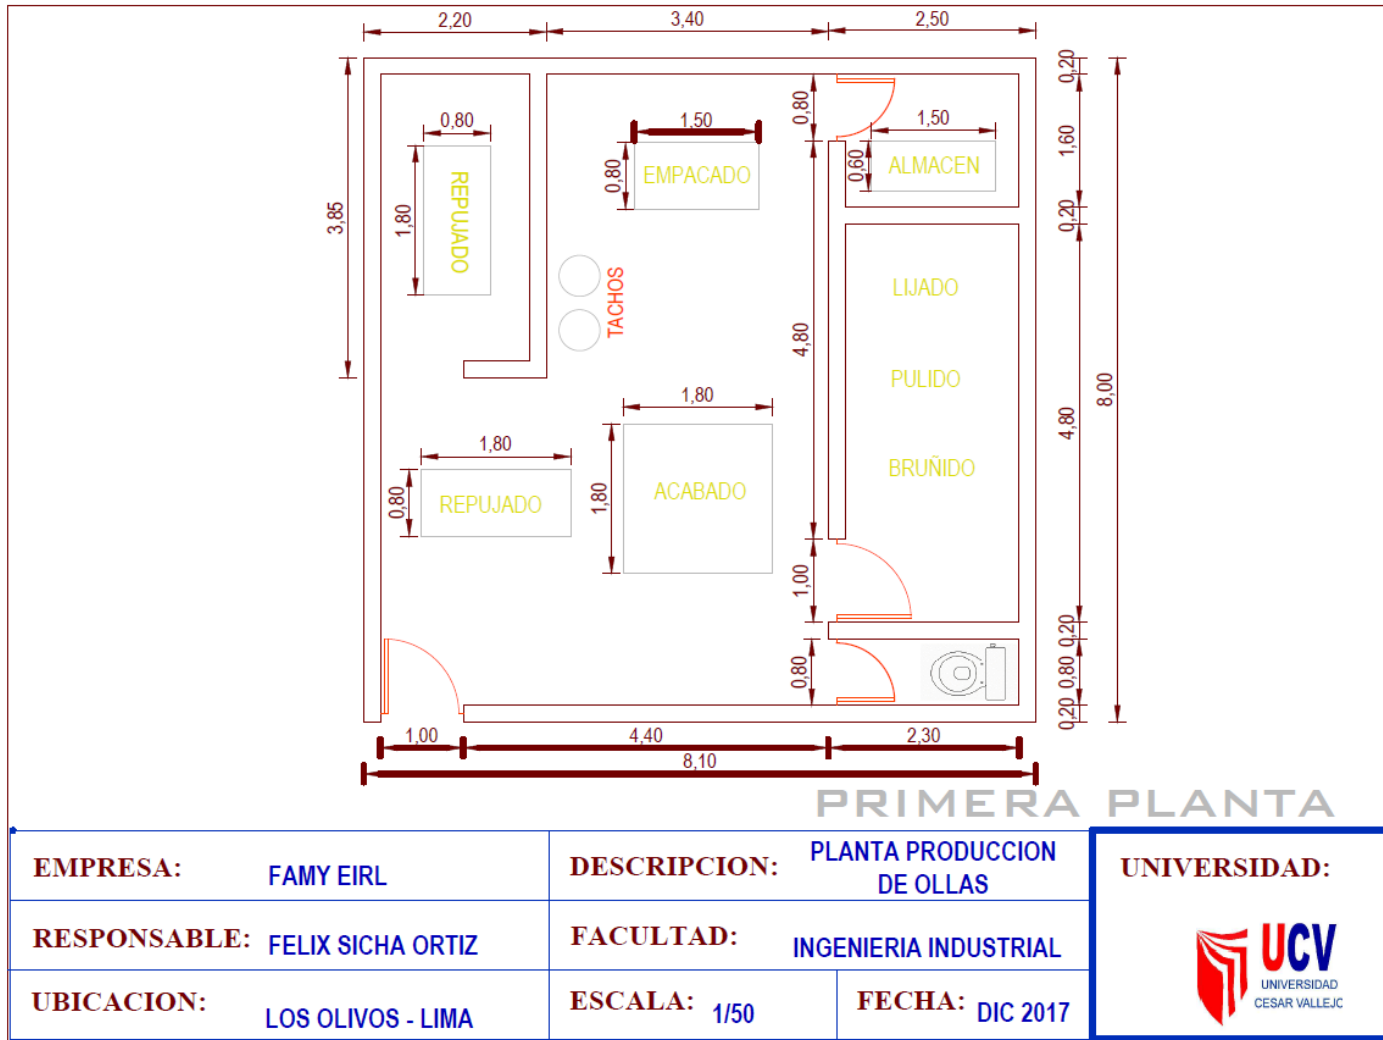 2,20
3,40
2,50
0,20
0,80
0,80
1,50
1,50
1,60
EMPACADO
0,80
ALMACEN
0,60
REPUJADO
1,80
3,85
0,20
TACHOS
LIJADO
4,80
PULIDO
8,00
1,80
4,80
1,80
BRUÑIDO
ACABADO
1,80
0,80
REPUJADO
1,00
0,20
0,80
0,80
0,20
1,00
4,40
2,30
8,10
PRIMERA PLANTA
EMPRESA: FAMY EIRL
DESCRIPCION: PLANTA PRODUCCION
DE OLLAS
UNIVERSIDAD:
RESPONSABLE: FELIX SICHA ORTIZ
FACULTAD: INGENIERIA INDUSTRIAL
UCV
UNIVERSIDAD
CESAR VALLEJO
UBICACION: LOS OLIVOS - LIMA
ESCALA: 1/50
FECHA: DIC 2017